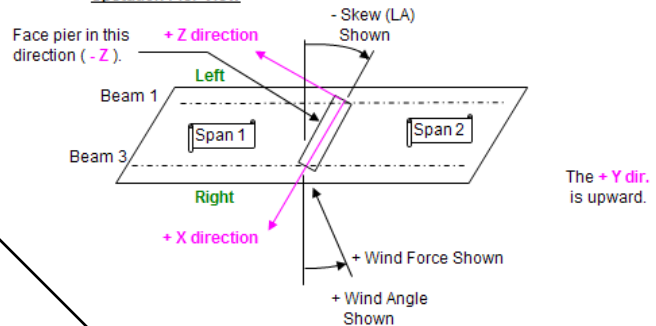 - Skew (LA)
Shown
Face pier in this
direction ( - Z ).
+ Z direction
Left
Beam 1
Span 1
Span 2
Beam 3
Right
The + Y dir.
is upward.
+ X direction
+ Wind Force Shown
+ Wind Angle
Shown